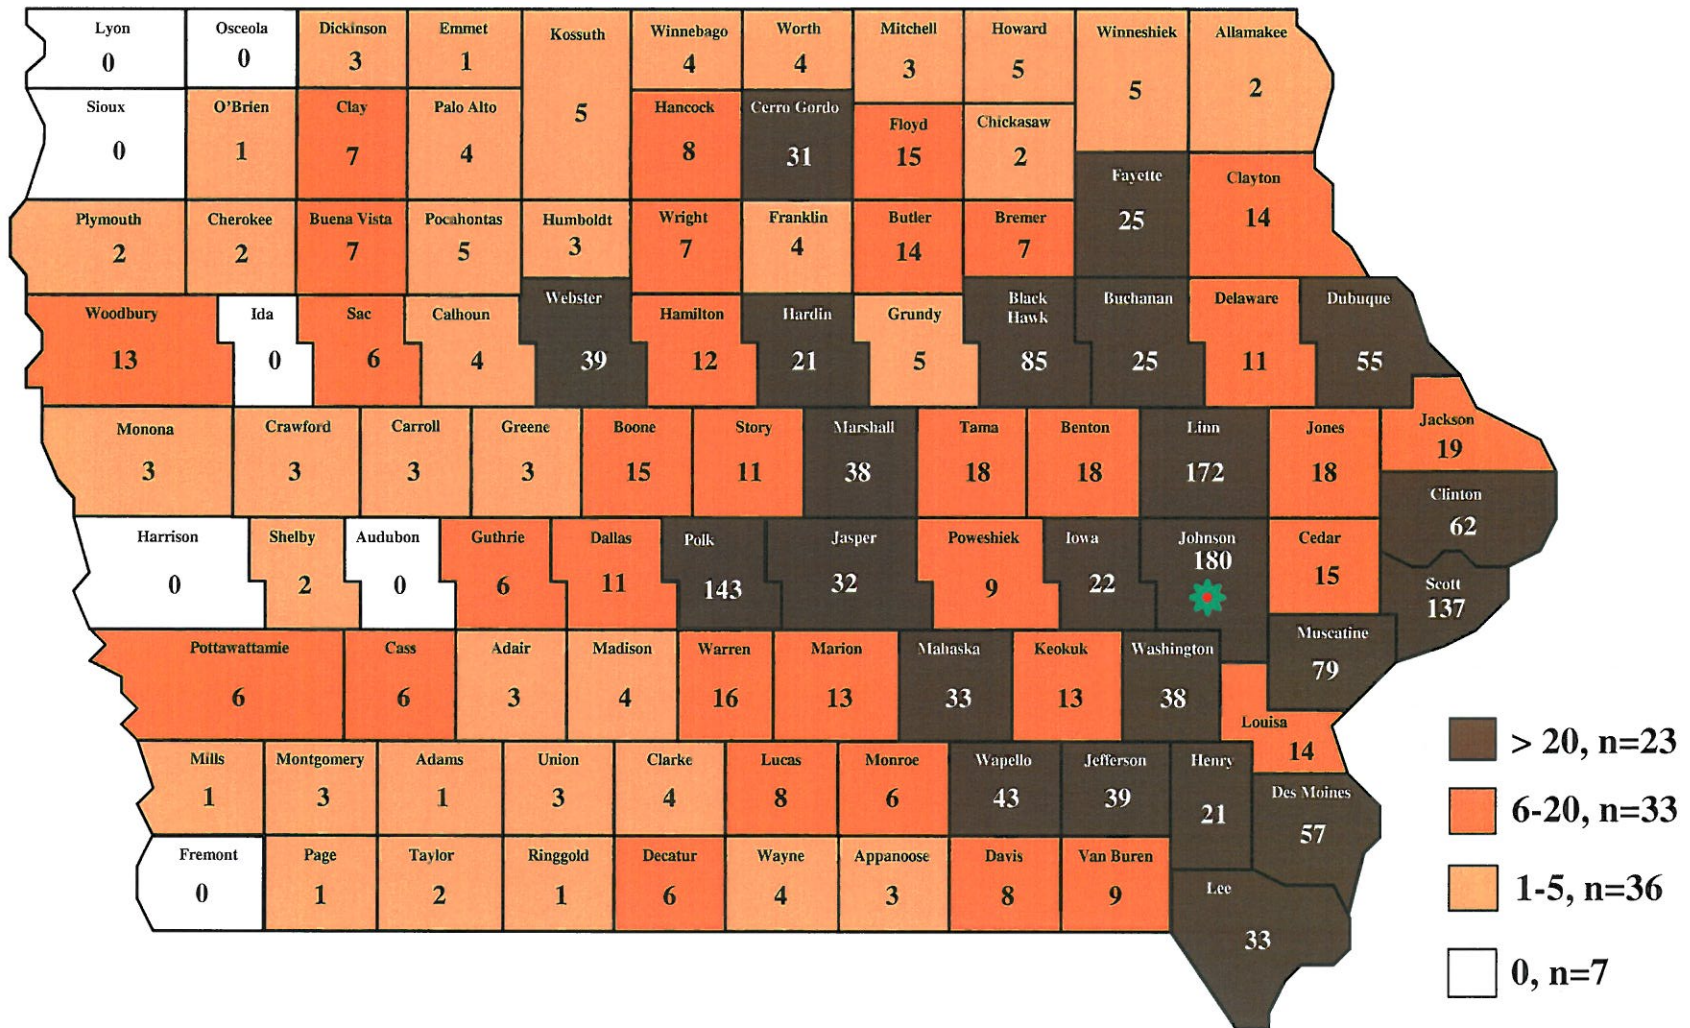 Lyon
0
Osceola
0
Dickinson
3
Emmet
1
Kossuth
5
Winnebago
4
Worth
4
Mitchell
3
Howard
5
Winneshiek
5
Allamakee
2
Sioux
0
O'Brien
1
Clay
7
Palo Alto
4
Hancock
8
Cerro Gordo
31
Floyd
15
Chickasaw
2
Fayette
25
Clayton
14
Plymouth
2
Cherokee
2
Buena Vista
7
Pocahontas
5
Humboldt
3
Wright
7
Franklin
4
Butler
14
Bremer
7
Woodbury
13
Ida
0
Sac
6
Calhoun
4
Webster
39
Hamilton
12
Hardin
21
Grundy
5
Black
Hawk
85
Buchanan
25
Delaware
11
Dubuque
55
Monona
3
Crawford
3
Carroll
3
Greene
3
Boone
15
Story
11
Marshall
38
Tama
18
Benton
18
Linn
172
Jones
18
Jackson
19
Clinton
62
Harrison
0
Shelby
2
Audubon
0
Guthrie
6
Dallas
11
Polk
143
Jasper
32
Poweshiek
9
Iowa
22
Johnson
180
Cedar
15
Scott
137
Muscatine
79
Pottawattamie
6
Cass
6
Adair
3
Madison
4
Warren
16
Marion
13
Mahaska
33
Keokuk
13
Washington
38
Louisa
14
Mills
1
Montgomery
3
Adams
1
Union
3
Clarke
4
Lucas
8
Monroe
6
Wapello
43
Jefferson
39
Henry
21
Des Moines
57
Fremont
0
Page
1
Taylor
2
Ringgold
1
Decatur
6
Wayne
4
Appanoose
3
Davis
8
Van Buren
9
Lee
33
> 20, n=23
6-20, n=33
1-5, n=36
0, n=7